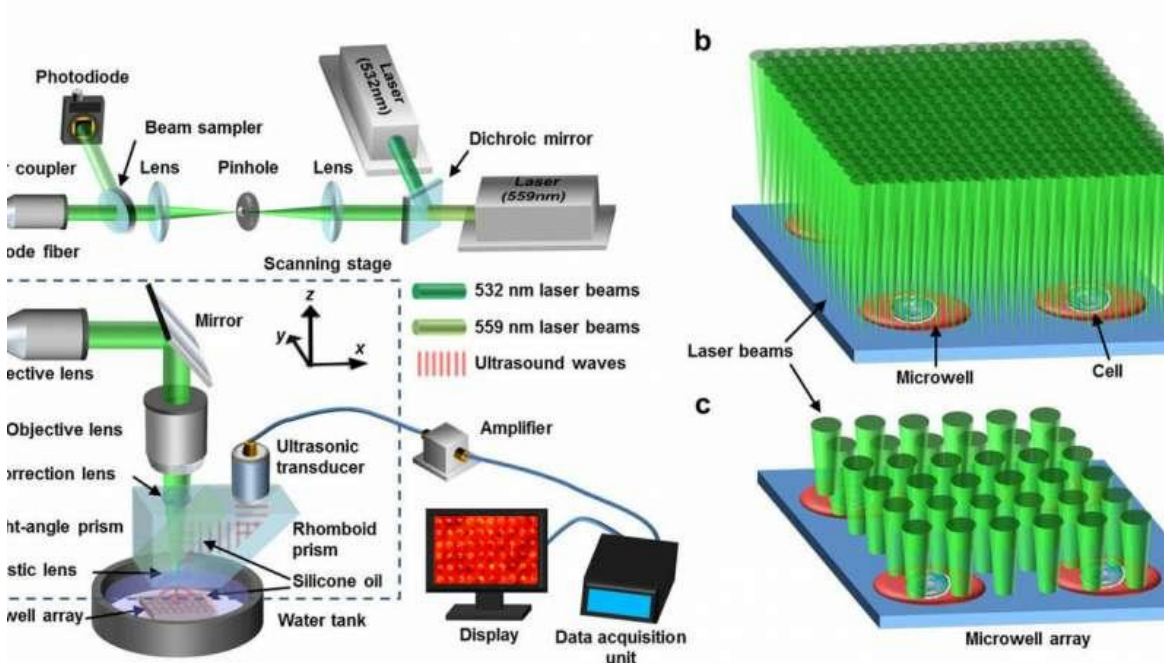 b
Photodiode
Laser
(532nm)
Beam sampler
Dichroic mirror
coupler
Lens
Pinhole
Lens
Laser
(559nm)
ode fiber
Scanning stage
532 nm laser beams
559 nm laser beams
Ultrasound waves
z
y
x
Mirror
ective lens
Objective lens
Ultrasonic
transducer
Amplifier
orrection lens
ht-angle prism
Rhomboid
prism
stic lens
Silicone oil
well array
Water tank
Display
Data acquisition
unit
Laser beams
Microwell
Cell
c
Microwell array